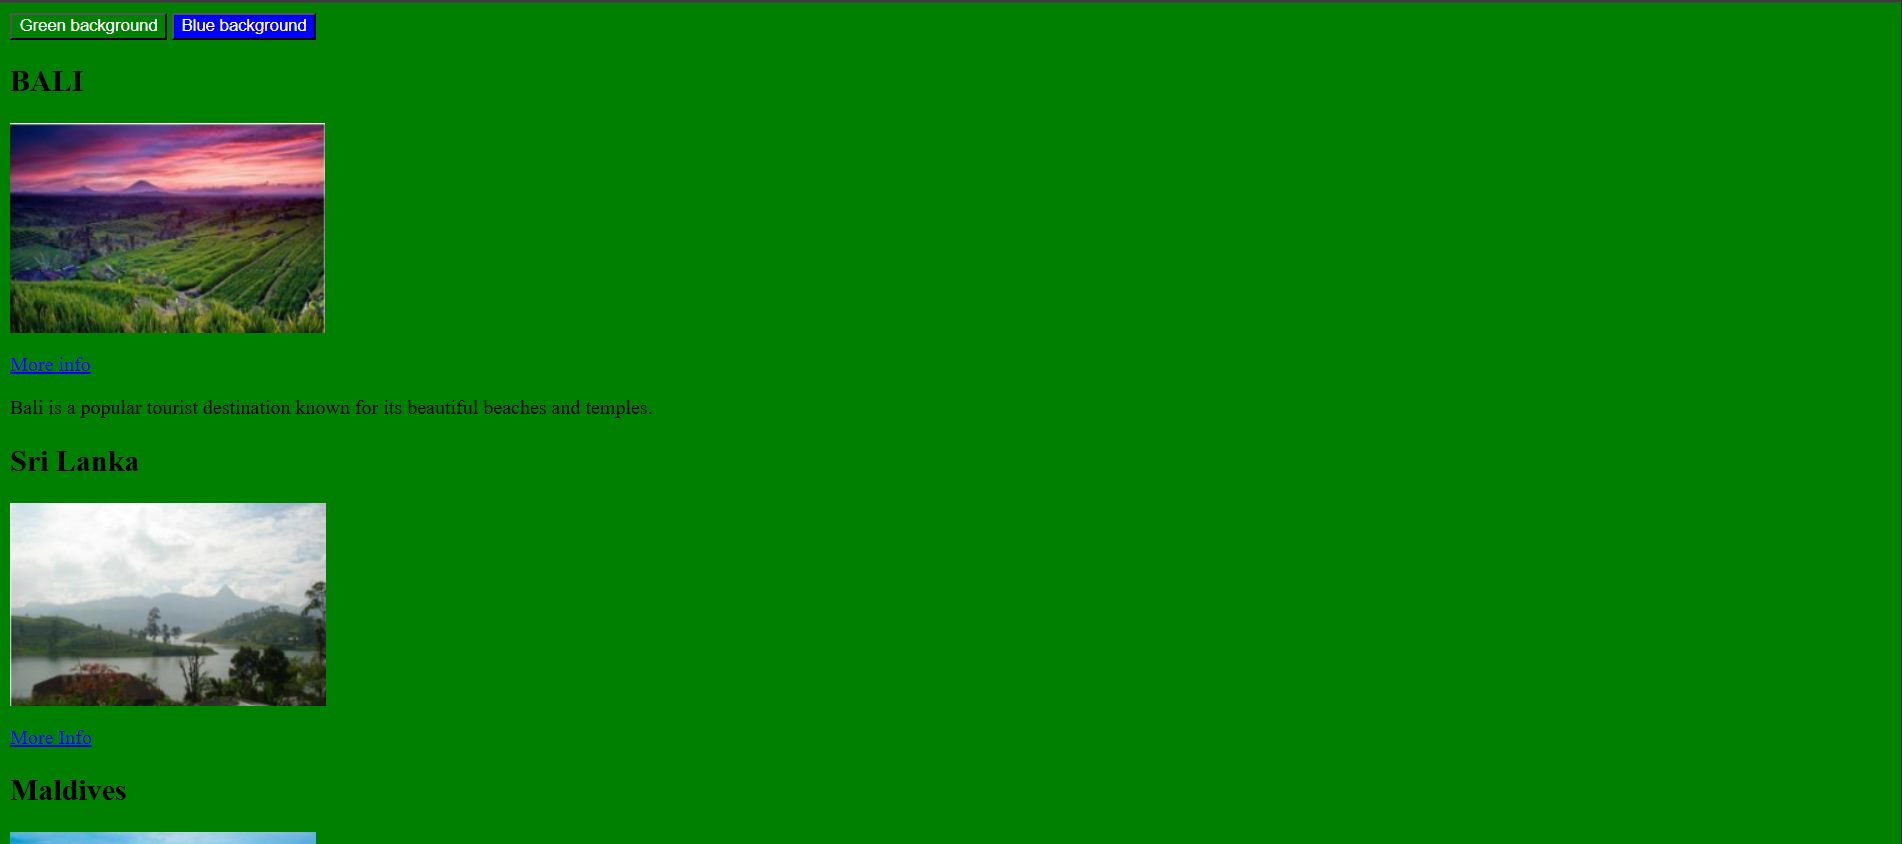 Green background Blue background
BALI
More info
Bali is a popular tourist destination known for its beautiful beaches and temples.
Sri Lanka
More Info
Maldives